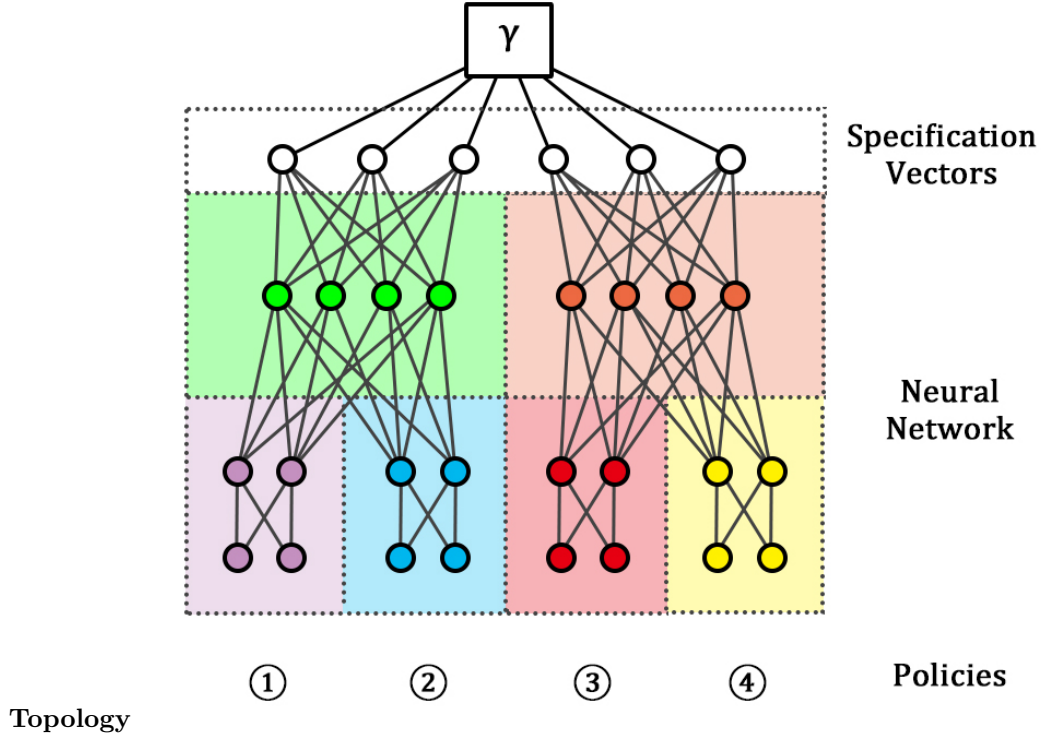 γ
Specification
Vectors
Neural
Network
① ② ③ ④ Policies
Topology